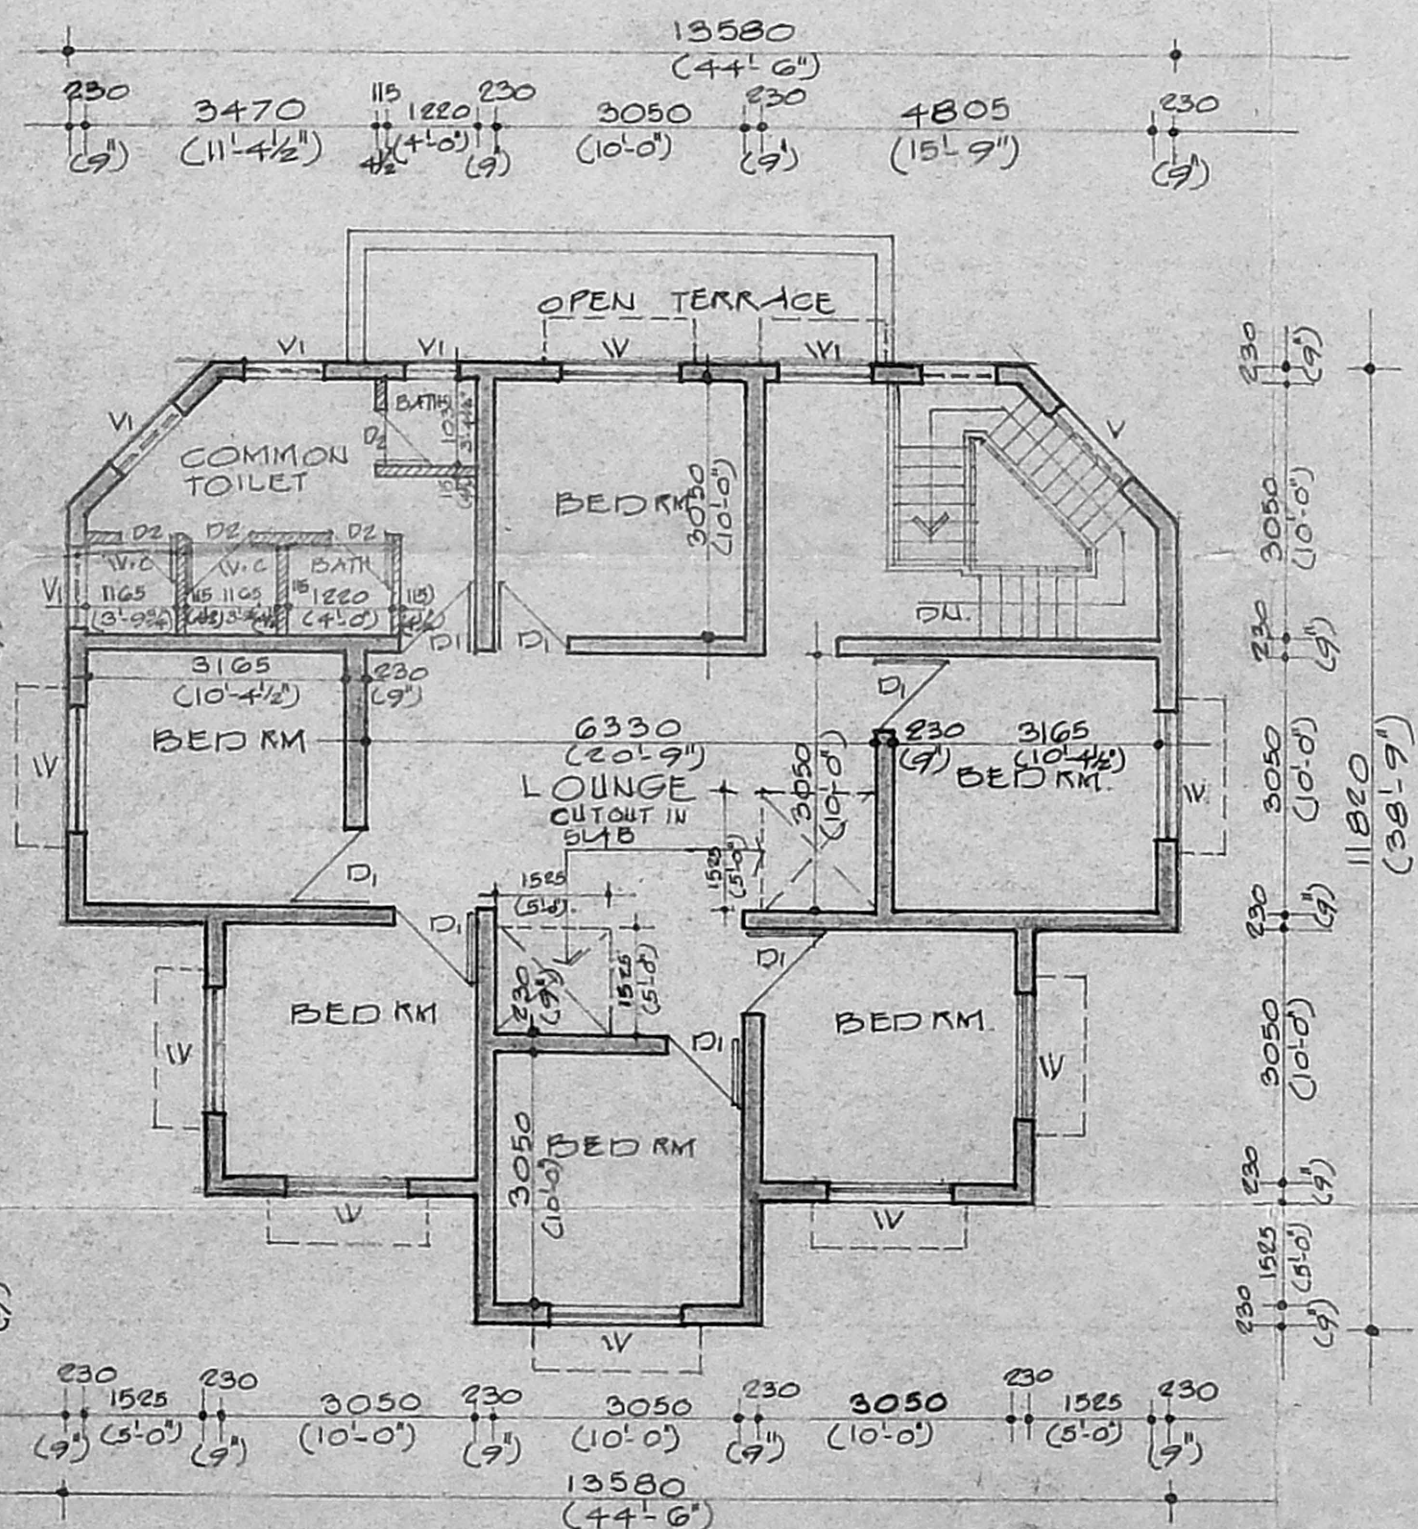 13580
(44'-6")
230 3470 115 1220 230 3050 230 4805 230
(9") (11'-4½") 4½ (4'-0") (9") (10'-0") (9") (15'-9") (9")
OPEN TERRACE
V1 V1 W W1
V1
V
BATH
D2
COMMON
TOILET
BED RM
3050
(10'-0")
D2 D2 D2
W.C W.C BATH
V1
1165 115 1165 115 1220 115
(3'-9¾") (4'-0")
DN.
D1 D1
3165
(10'-4½")
230
(9")
BED RM
W
D1
6330
(20'-9")
LOUNGE
CUTOUT IN
SLAB
3050
(10'-0")
230
(9")
3165
(10'-4½")
BED RM.
W
D1
1525
(5'-0")
1525
(5'-0")
D1
D1
230
(9")
1525
(5'-0")
BED RM
W
BED RM.
W
D1
3050
(10'-0")
BED RM
W
W
W
230
(9")
3050
(10'-0")
230
(9")
3050
(10'-0")
230
(9")
3050
(10'-0")
230
(9")
1525
(5'-0")
230
(9")
11820
(38'-9")
230 1525 230 3050 230 3050 230 3050 230 1525 230
(9") (5'-0") (9") (10'-0") (9") (10'-0") (9") (10'-0") (5'-0") (9")
13580
(44'-6")